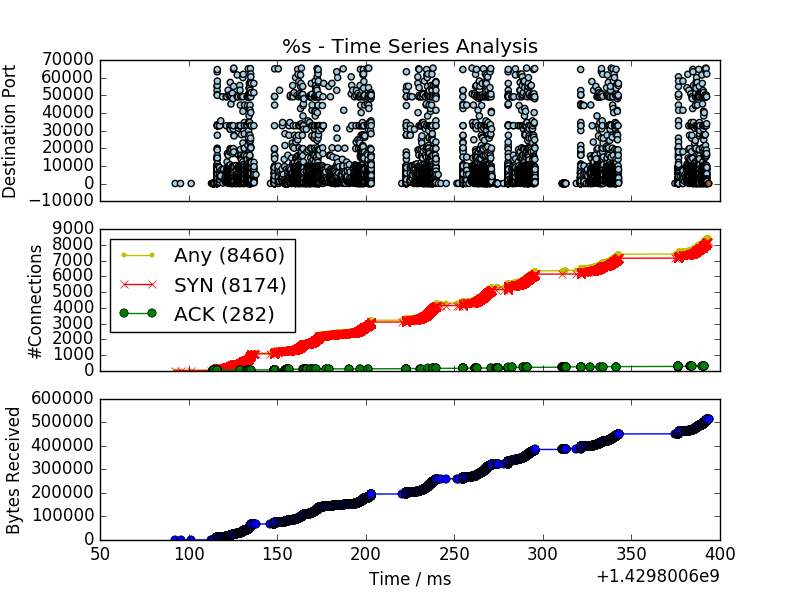 %s - Time Series Analysis
Destination Port
70000
60000
50000
40000
30000
20000
10000
0
−10000
#Connections
9000
8000
7000
6000
5000
4000
3000
2000
1000
0
Any (8460)
SYN (8174)
ACK (282)
Bytes Received
600000
500000
400000
300000
200000
100000
0
50 100 150 200 250 300 350 400
Time / ms
+1.4298006e9